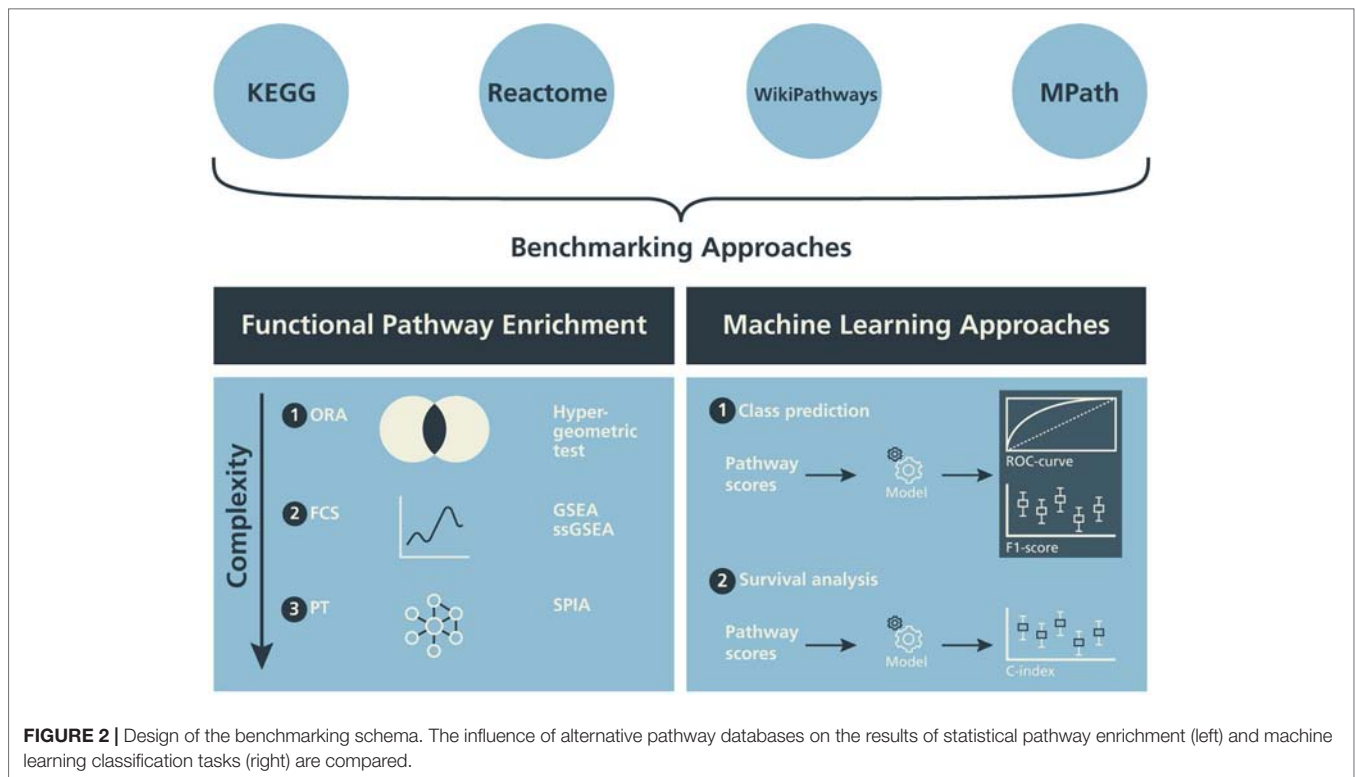 KEGG
Reactome
WikiPathways
MPath
Benchmarking Approaches
Functional Pathway Enrichment
Complexity
1 ORA
Hyper-
geometric
test
2 FCS
GSEA
ssGSEA
3 PT
SPIA
Machine Learning Approaches
1 Class prediction
Pathway
scores
Model
ROC-curve
F1-score
2 Survival analysis
Pathway
scores
Model
C-index
FIGURE 2 | Design of the benchmarking schema. The influence of alternative pathway databases on the results of statistical pathway enrichment (left) and machine
learning classification tasks (right) are compared.